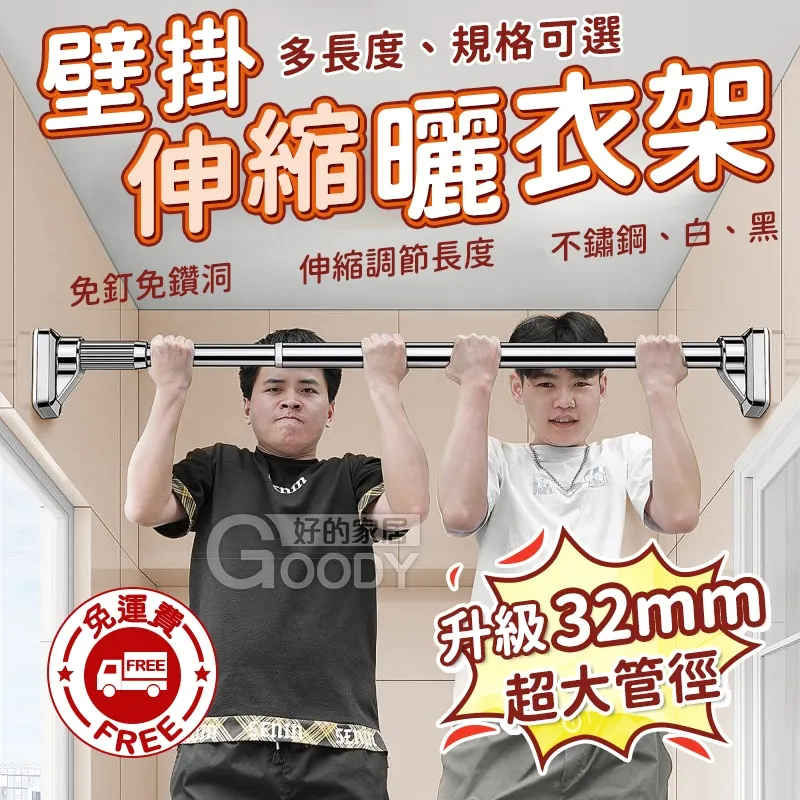 壁掛
多長度、規格可選
伸縮曬衣架
免釘免鑽洞
伸縮調節長度
不鏽鋼、白、黑
senin
好的家居
GOODY
升級32mm
超大管徑
免運費
FREE
FREE
SENIN